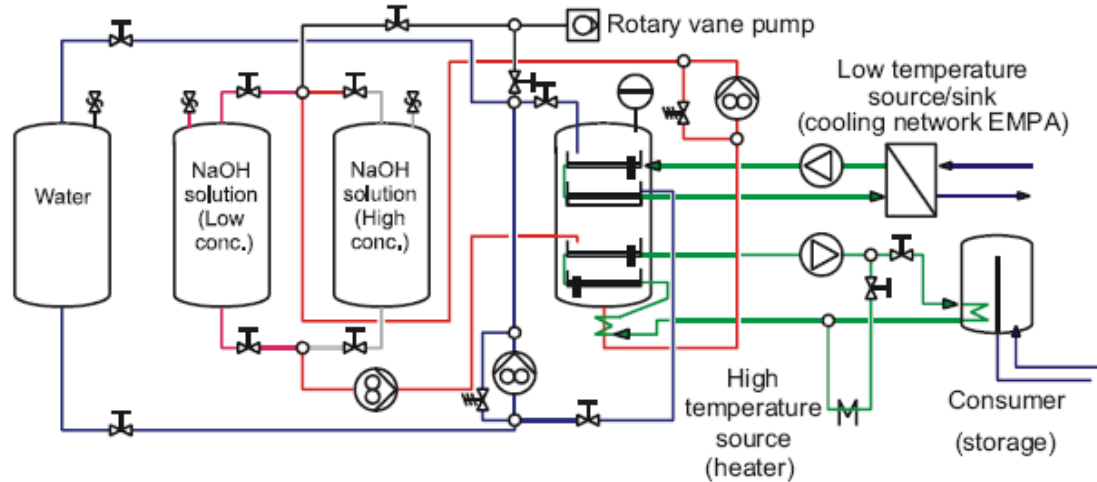 Rotary vane pump
Low temperature
source/sink
(cooling network EMPA)
Water
NaOH
solution
(Low
conc.)
NaOH
solution
(High
conc.)
High
temperature
source
(heater)
Consumer
(storage)
M